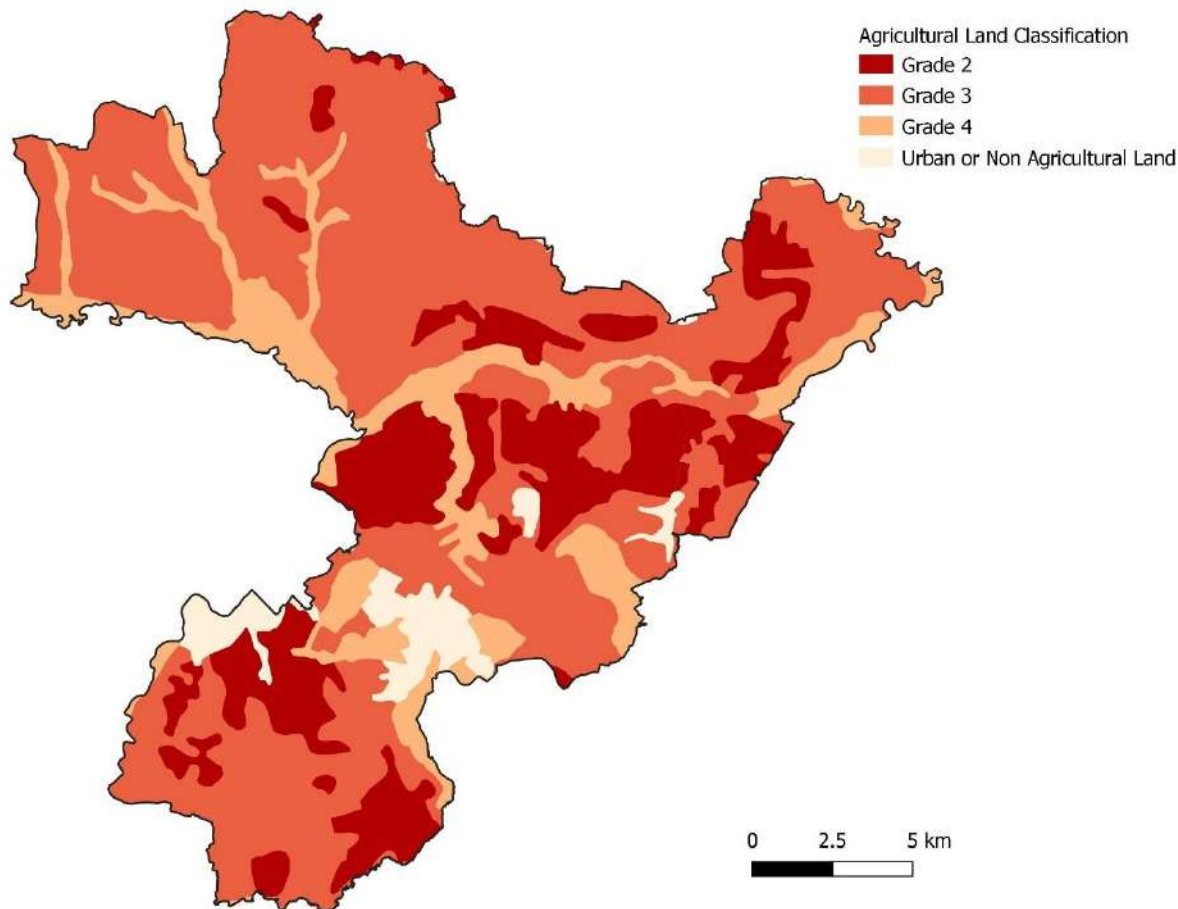 Agricultural Land Classification
Grade 2
Grade 3
Grade 4
Urban or Non Agricultural Land
0 2.5 5 km